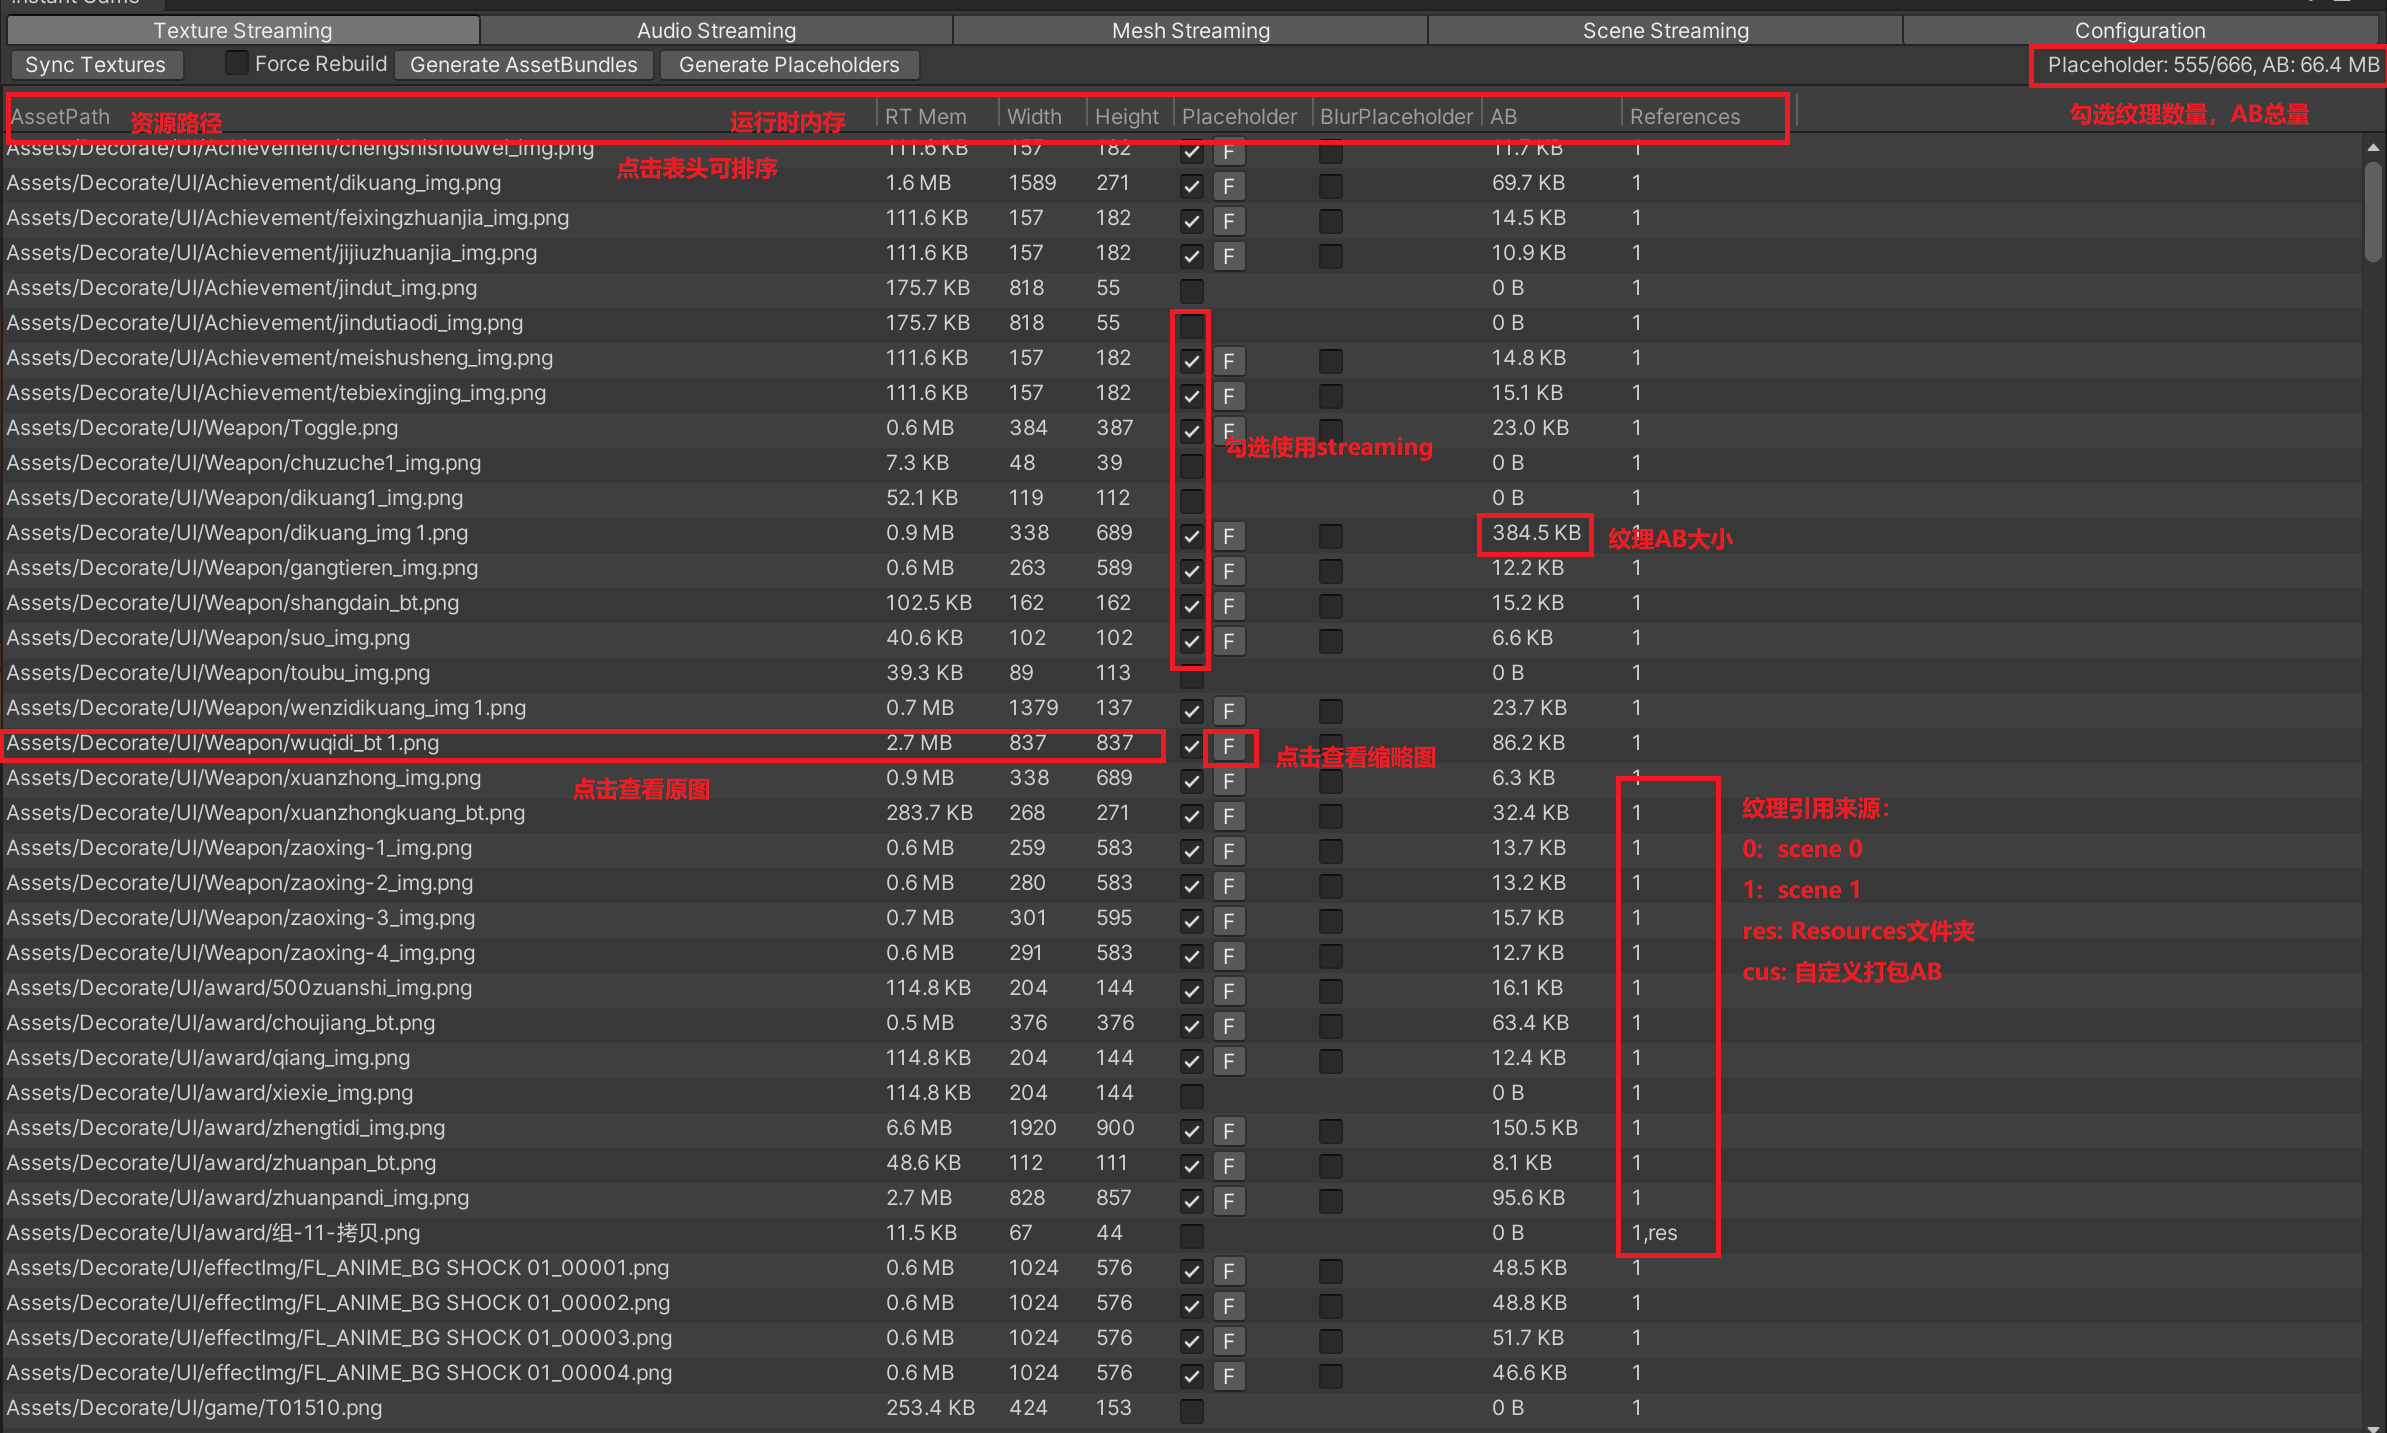 Instant Game
Texture Streaming Audio Streaming Mesh Streaming Scene Streaming Configuration
Sync Textures Force Rebuild Generate AssetBundles Generate Placeholders Placeholder: 555/666, AB: 66.4 MB
AssetPath 资源路径 运行时内存 RT Mem Width Height Placeholder BlurPlaceholder AB References 勾选纹理数量，AB总量
Assets/Decorate/UI/Achievement/chengshishouwei_img.png 111.6 KB 157 182 F 11.7 KB 1
点击表头可排序
Assets/Decorate/UI/Achievement/dikuang_img.png 1.6 MB 1589 271 F 69.7 KB 1
Assets/Decorate/UI/Achievement/feixingzhuanjia_img.png 111.6 KB 157 182 F 14.5 KB 1
Assets/Decorate/UI/Achievement/jijiuzhuanjia_img.png 111.6 KB 157 182 F 10.9 KB 1
Assets/Decorate/UI/Achievement/jindut_img.png 175.7 KB 818 55 0 B 1
Assets/Decorate/UI/Achievement/jindutiaodi_img.png 175.7 KB 818 55 0 B 1
Assets/Decorate/UI/Achievement/meishusheng_img.png 111.6 KB 157 182 F 14.8 KB 1
Assets/Decorate/UI/Achievement/tebiexingjing_img.png 111.6 KB 157 182 F 15.1 KB 1
Assets/Decorate/UI/Weapon/Toggle.png 0.6 MB 384 387 F 23.0 KB 1
勾选使用streaming
Assets/Decorate/UI/Weapon/chuzuche1_img.png 7.3 KB 48 39 0 B 1
Assets/Decorate/UI/Weapon/dikuang1_img.png 52.1 KB 119 112 0 B 1
Assets/Decorate/UI/Weapon/dikuang_img 1.png 0.9 MB 338 689 F 384.5 KB 1
纹理AB大小
Assets/Decorate/UI/Weapon/gangtieren_img.png 0.6 MB 263 589 F 12.2 KB 1
Assets/Decorate/UI/Weapon/shangdain_bt.png 102.5 KB 162 162 F 15.2 KB 1
Assets/Decorate/UI/Weapon/suo_img.png 40.6 KB 102 102 F 6.6 KB 1
Assets/Decorate/UI/Weapon/toubu_img.png 39.3 KB 89 113 0 B 1
Assets/Decorate/UI/Weapon/wenzidikuang_img 1.png 0.7 MB 1379 137 F 23.7 KB 1
Assets/Decorate/UI/Weapon/wuqidi_bt 1.png 2.7 MB 837 837 F 86.2 KB 1
点击查看缩略图
Assets/Decorate/UI/Weapon/xuanzhong_img.png 0.9 MB 338 689 F 6.3 KB 1
点击查看原图
Assets/Decorate/UI/Weapon/xuanzhongkuang_bt.png 283.7 KB 268 271 F 32.4 KB 1
纹理引用来源：
Assets/Decorate/UI/Weapon/zaoxing-1_img.png 0.6 MB 259 583 F 13.7 KB 1
0：scene 0
Assets/Decorate/UI/Weapon/zaoxing-2_img.png 0.6 MB 280 583 F 13.2 KB 1
1：scene 1
Assets/Decorate/UI/Weapon/zaoxing-3_img.png 0.7 MB 301 595 F 15.7 KB 1
res: Resources文件夹
Assets/Decorate/UI/Weapon/zaoxing-4_img.png 0.6 MB 291 583 F 12.7 KB 1
cus: 自定义打包AB
Assets/Decorate/UI/award/500zuanshi_img.png 114.8 KB 204 144 F 16.1 KB 1
Assets/Decorate/UI/award/choujiang_bt.png 0.5 MB 376 376 F 63.4 KB 1
Assets/Decorate/UI/award/qiang_img.png 114.8 KB 204 144 F 12.4 KB 1
Assets/Decorate/UI/award/xiexie_img.png 114.8 KB 204 144 0 B 1
Assets/Decorate/UI/award/zhengtidi_img.png 6.6 MB 1920 900 F 150.5 KB 1
Assets/Decorate/UI/award/zhuanpan_bt.png 48.6 KB 112 111 F 8.1 KB 1
Assets/Decorate/UI/award/zhuanpandi_img.png 2.7 MB 828 857 F 95.6 KB 1
Assets/Decorate/UI/award/组-11-拷贝.png 11.5 KB 67 44 0 B 1,res
Assets/Decorate/UI/effectImg/FL_ANIME_BG SHOCK 01_00001.png 0.6 MB 1024 576 F 48.5 KB 1
Assets/Decorate/UI/effectImg/FL_ANIME_BG SHOCK 01_00002.png 0.6 MB 1024 576 F 48.8 KB 1
Assets/Decorate/UI/effectImg/FL_ANIME_BG SHOCK 01_00003.png 0.6 MB 1024 576 F 51.7 KB 1
Assets/Decorate/UI/effectImg/FL_ANIME_BG SHOCK 01_00004.png 0.6 MB 1024 576 F 46.6 KB 1
Assets/Decorate/UI/game/T01510.png 253.4 KB 424 153 0 B 1